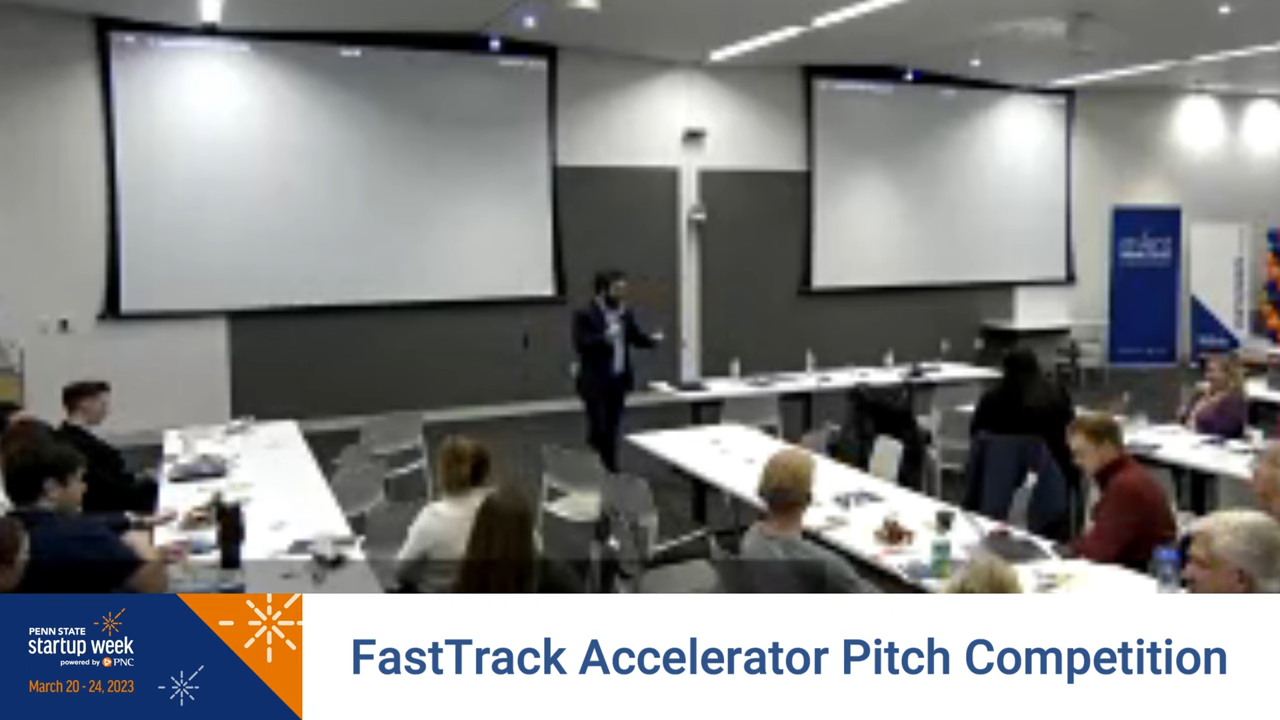 PENN STATE
startup week
powered by PNC
March 20 - 24, 2023
FastTrack Accelerator Pitch Competition